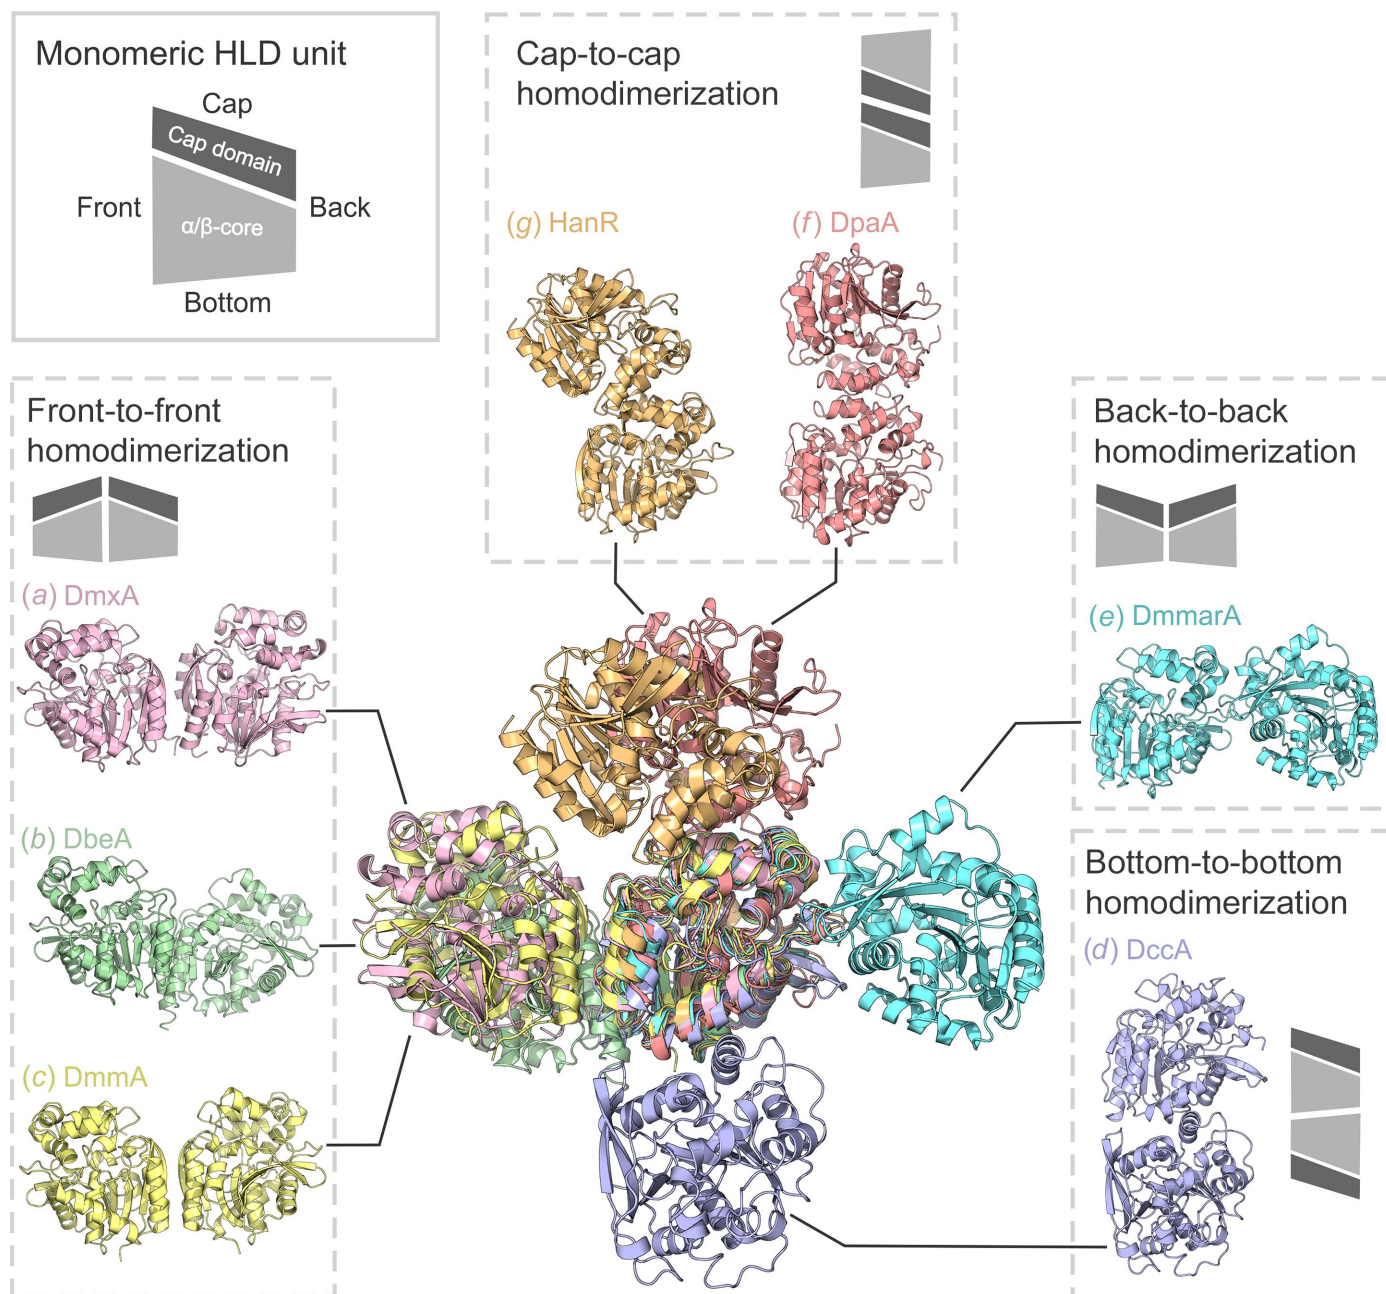 Monomeric HLD unit
Cap
Cap domain
Front
α/β-core
Back
Bottom
Cap-to-cap
homodimerization
(g) HanR
(f) DpaA
Front-to-front
homodimerization
(a) DmxA
(b) DbeA
(c) DmmA
Back-to-back
homodimerization
(e) DmmarA
Bottom-to-bottom
homodimerization
(d) DccA